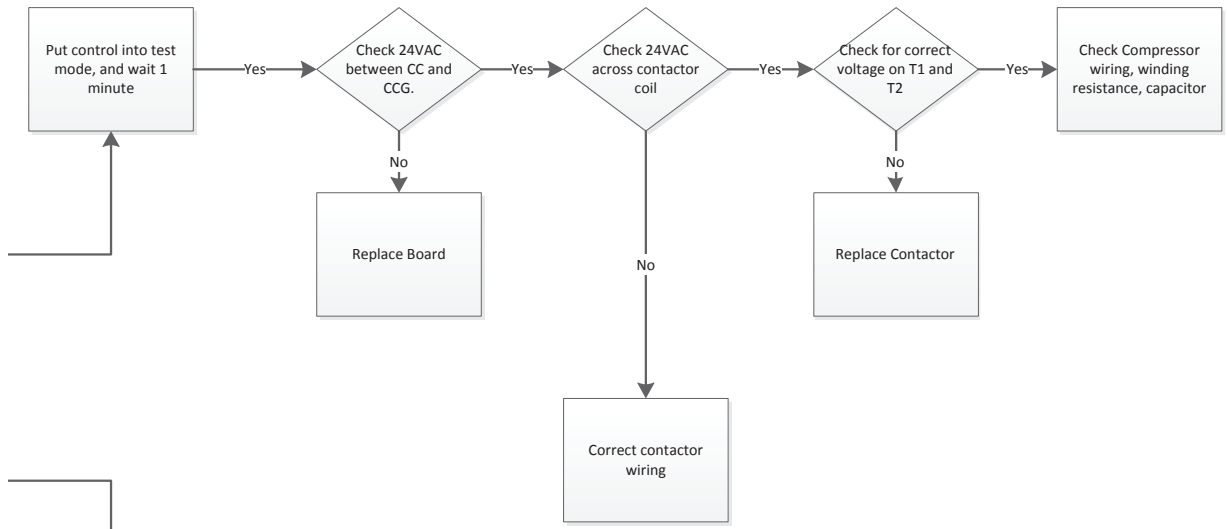 Put control into test
mode, and wait 1
minute
Yes
Check 24VAC
between CC and
CCG.
Yes
Check 24VAC
across contactor
coil
Yes
Check for correct
voltage on T1 and
T2
Yes
Check Compressor
wiring, winding
resistance, capacitor
No
No
Replace Board
No
Replace Contactor
Correct contactor
wiring